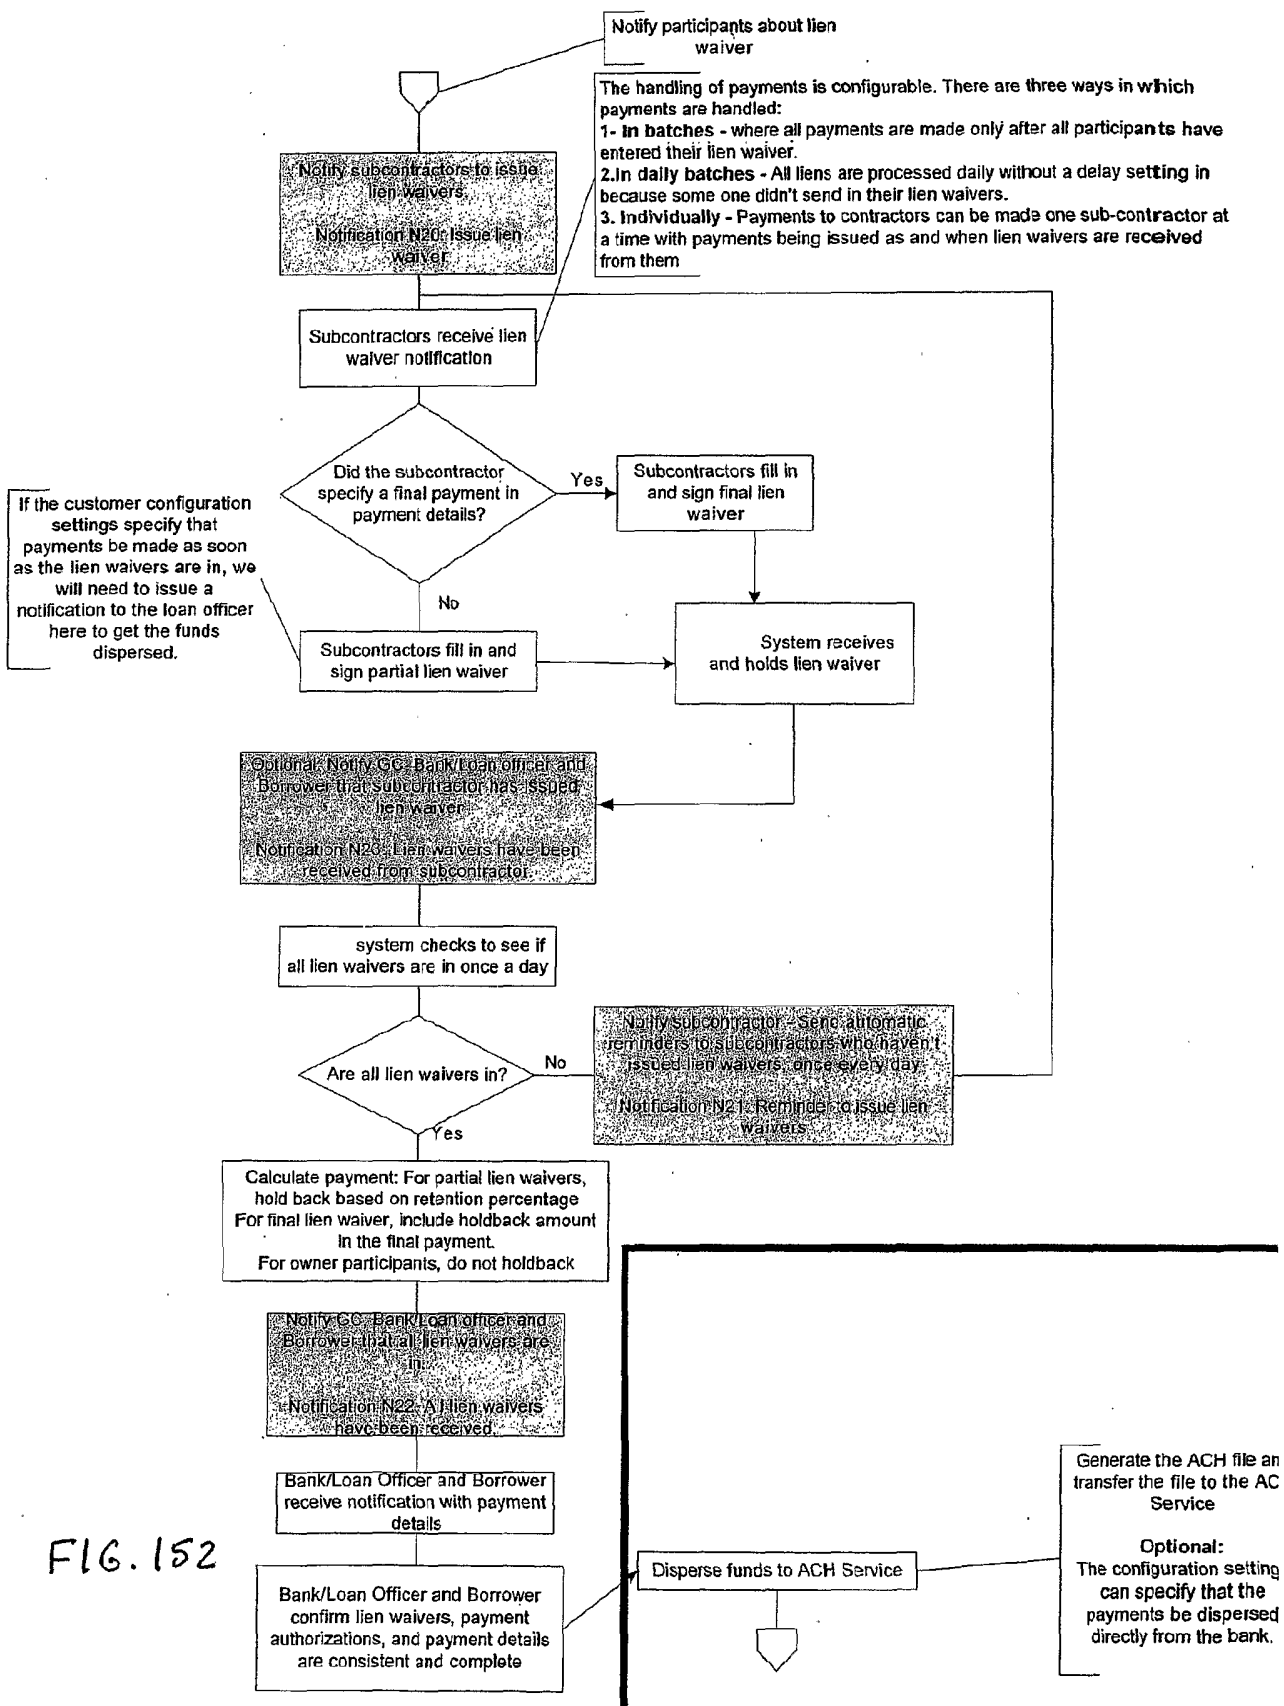 Notify participants about lien
waiver
The handling of payments is configurable. There are three ways in which
payments are handled:
1- In batches - where all payments are made only after all participants have
entered their lien waiver.
2.In daily batches - All liens are processed daily without a delay setting in
because some one didn't send in their lien waivers.
3. Individually - Payments to contractors can be made one sub-contractor at
a time with payments being issued as and when lien waivers are received
from them
Notify subcontractors to issue
lien waivers.
Notification N20: Issue lien
waiver
Subcontractors receive lien
waiver notification
Did the subcontractor
specify a final payment in
payment details?
Yes
Subcontractors fill in
and sign final lien
waiver
If the customer configuration
settings specify that
payments be made as soon
as the lien waivers are in, we
will need to issue a
notification to the loan officer
here to get the funds
dispersed.
No
Subcontractors fill in and
sign partial lien waiver
System receives
and holds lien waiver
Optional: Notify GC, Bank/Loan officer and
Borrower that subcontractor has issued
lien waiver
Notification N23: Lien waivers have been
received from subcontractor.
system checks to see if
all lien waivers are in once a day
Are all lien waivers in?
No
Notify subcontractor - Send automatic
reminders to subcontractors who haven't
issued lien waivers, once every day
Notification N21: Reminder to issue lien
waivers
Yes
Calculate payment: For partial lien waivers,
hold back based on retention percentage
For final lien waiver, include holdback amount
in the final payment.
For owner participants, do not holdback
Notify GC, Bank/Loan officer and
Borrower that all lien waivers are
in.
Notification N22: All lien waivers
have been received.
Bank/Loan Officer and Borrower
receive notification with payment
details
Bank/Loan Officer and Borrower
confirm lien waivers, payment
authorizations, and payment details
are consistent and complete
Disperse funds to ACH Service
Generate the ACH file an
transfer the file to the AC
Service
Optional:
The configuration setting
can specify that the
payments be dispersed
directly from the bank.
FIG. 152